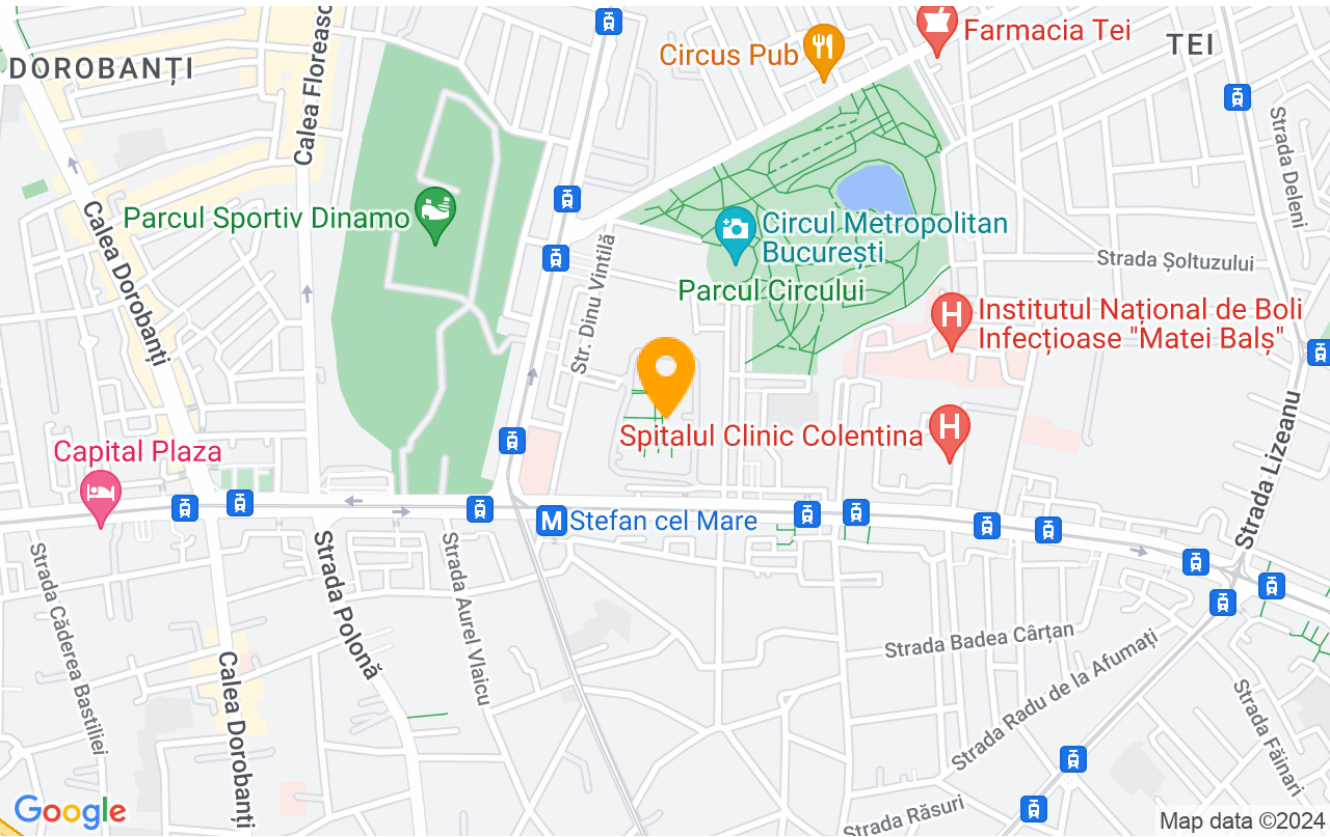 Circus Pub
Farmacia Tei
TEI
DOROBANȚI
Calea Floreasc
Strada Deleni
Parcul Sportiv Dinamo
Calea Dorobanți
Circul Metropolitan
București
Str. Dinu Vintilă
Strada Șoltuzului
Parcul Circului
Institutul Național de Boli
Infecțioase "Matei Balș"
Spitalul Clinic Colentina
Strada Lizeanu
Capital Plaza
M
Stefan cel Mare
Strada Căderea Bastiliei
Strada Polonă
Strada Aurel Vlaicu
Strada Badea Cârțan
Strada Radu de la Afumați
Calea Dorobanți
Strada Făinari
Strada Răsuri
Google
Map data ©2024